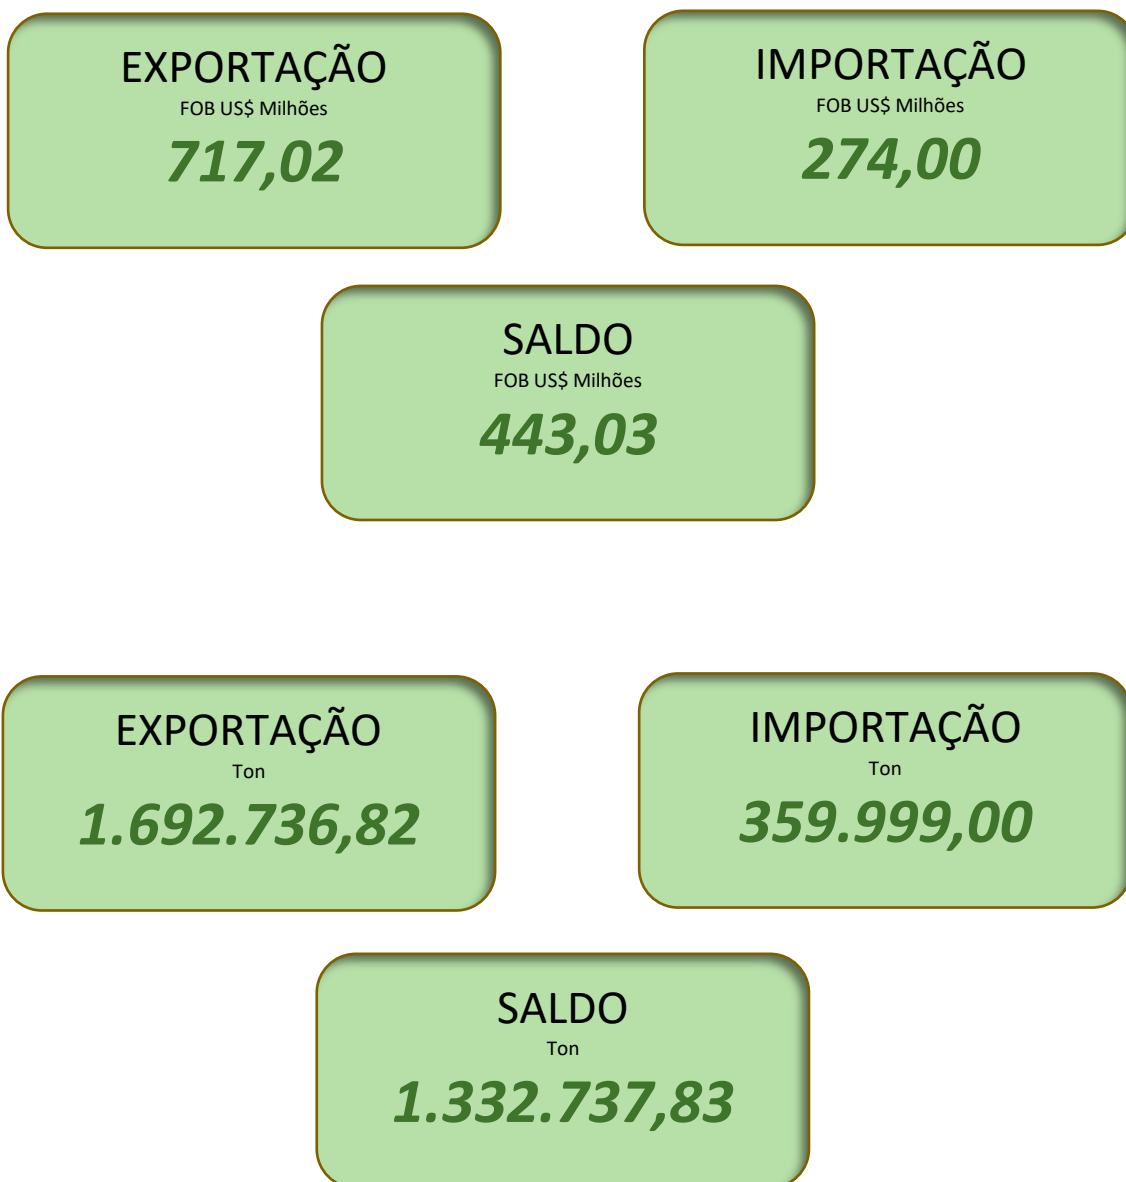 EXPORTAÇÃO
FOB US$ Milhões
717,02
IMPORTAÇÃO
FOB US$ Milhões
274,00
SALDO
FOB US$ Milhões
443,03
EXPORTAÇÃO
Ton
1.692.736,82
IMPORTAÇÃO
Ton
359.999,00
SALDO
Ton
1.332.737,83